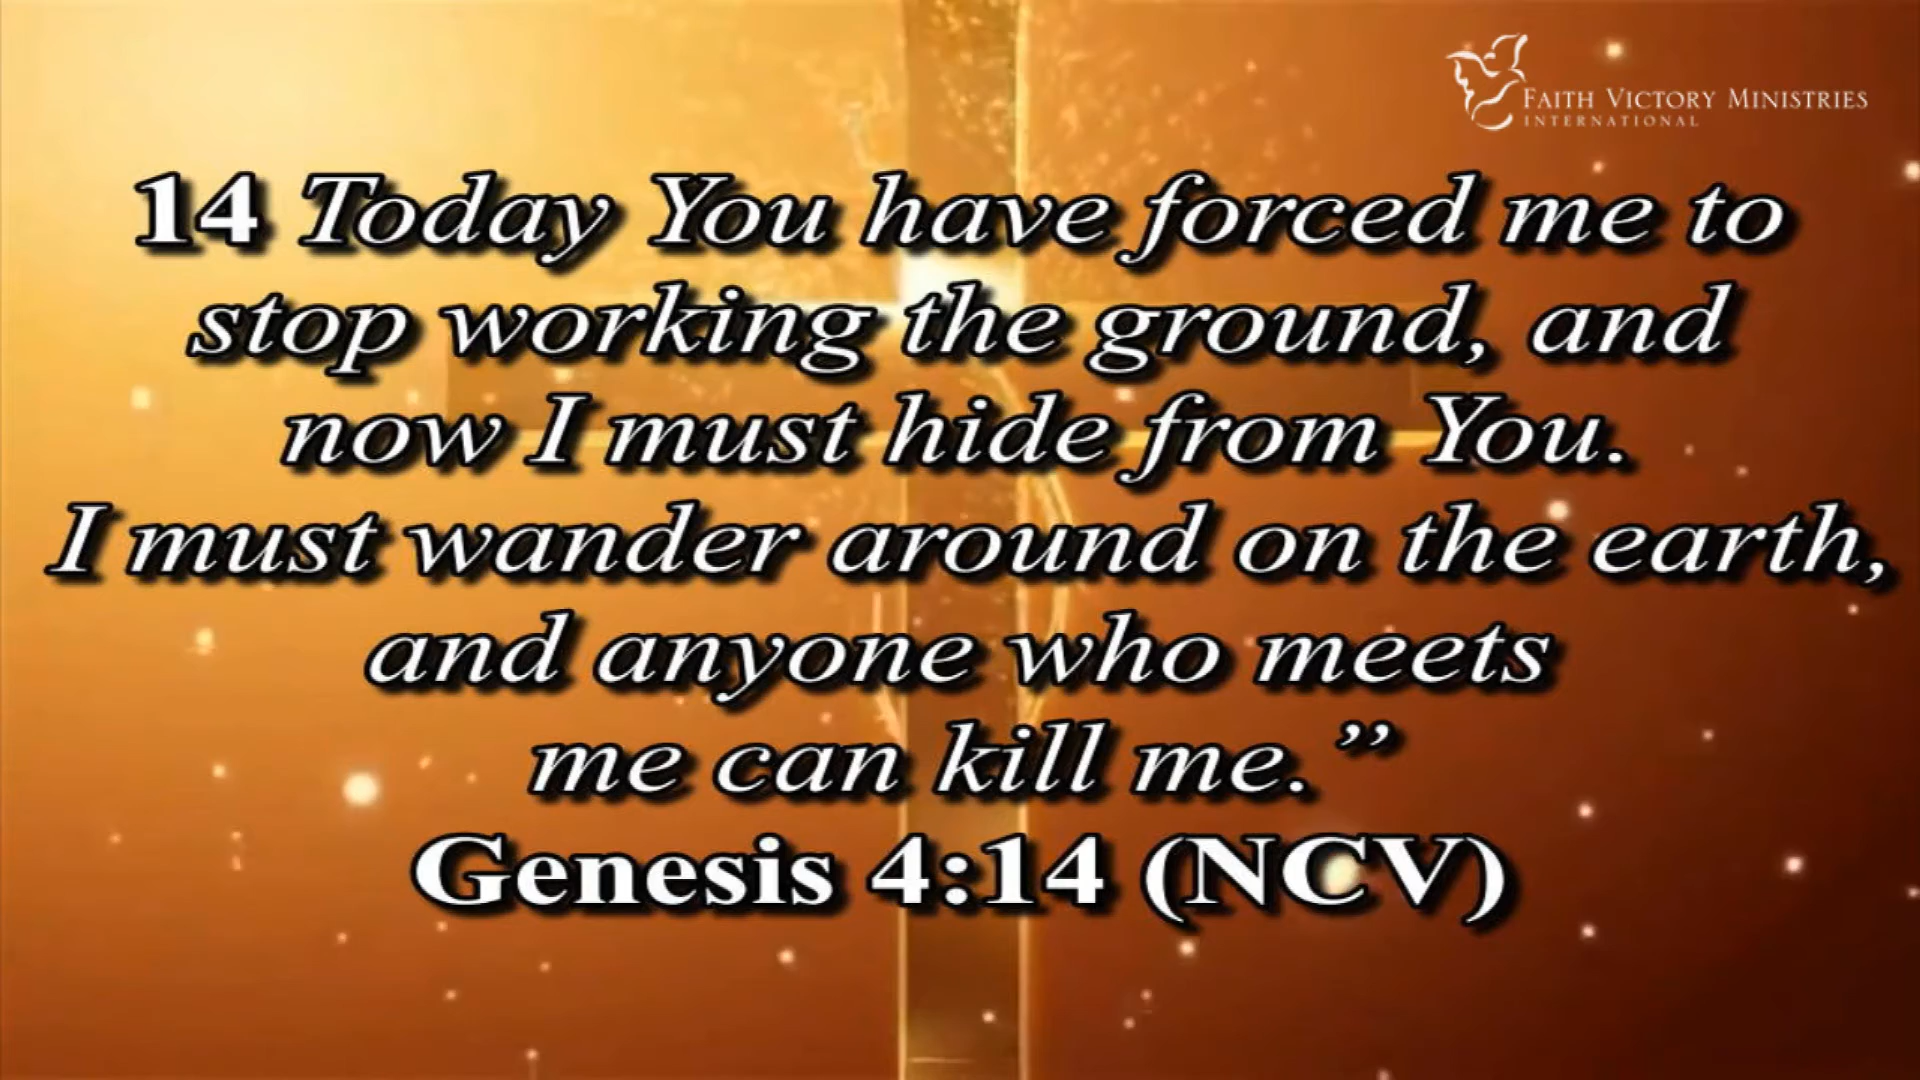 FAITH VICTORY MINISTRIES
INTERNATIONAL
14 Today You have forced me to
stop working the ground, and
now I must hide from You.
I must wander around on the earth,
and anyone who meets
me can kill me.”
Genesis 4:14 (NCV)